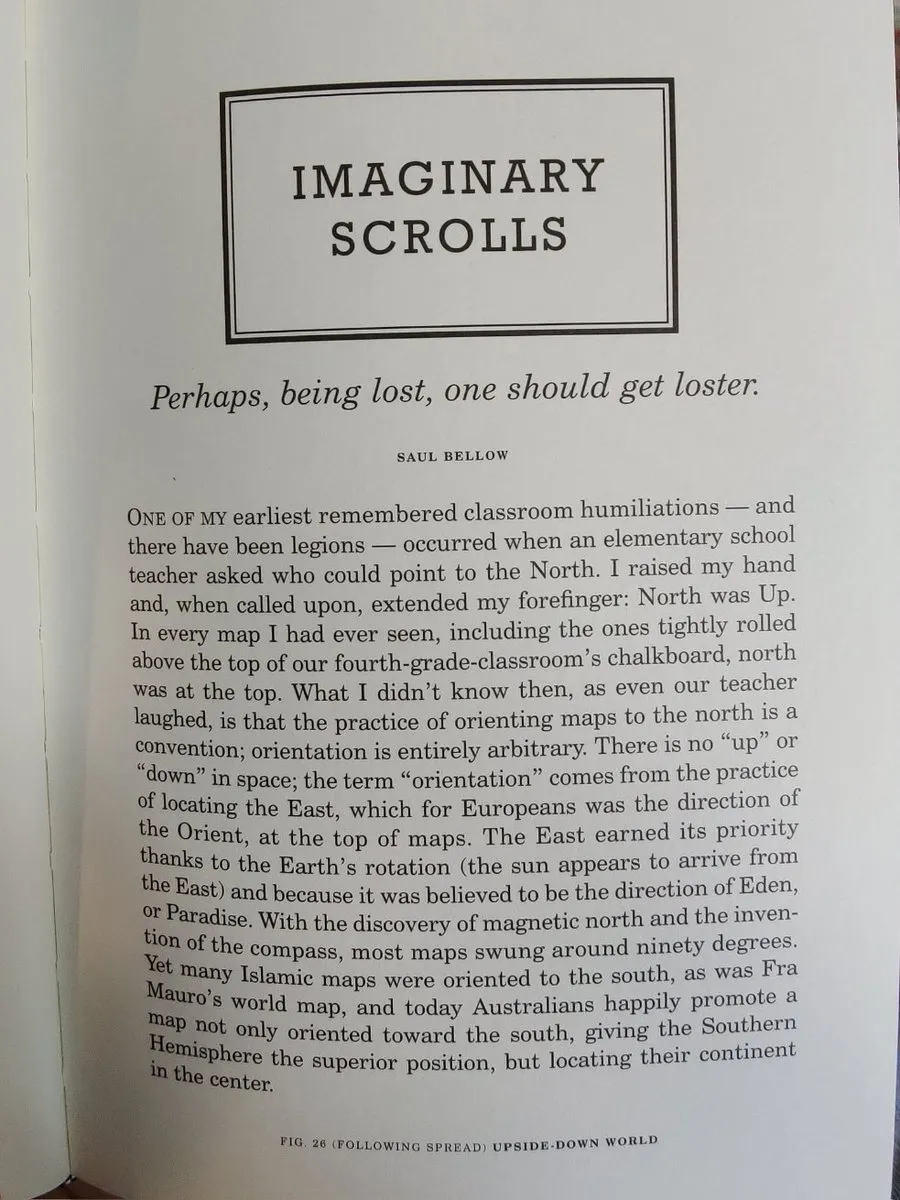 IMAGINARY
SCROLLS
Perhaps, being lost, one should get loster.
SAUL BELLOW
ONE OF MY earliest remembered classroom humiliations — and
there have been legions — occurred when an elementary school
teacher asked who could point to the North. I raised my hand
and, when called upon, extended my forefinger: North was Up.
In every map I had ever seen, including the ones tightly rolled
above the top of our fourth-grade-classroom’s chalkboard, north
was at the top. What I didn’t know then, as even our teacher
laughed, is that the practice of orienting maps to the north is a
convention; orientation is entirely arbitrary. There is no “up” or
“down” in space; the term “orientation” comes from the practice
of locating the East, which for Europeans was the direction of
the Orient, at the top of maps. The East earned its priority
thanks to the Earth’s rotation (the sun appears to arrive from
the East) and because it was believed to be the direction of Eden,
or Paradise. With the discovery of magnetic north and the inven-
tion of the compass, most maps swung around ninety degrees.
Yet many Islamic maps were oriented to the south, as was Fra
Mauro’s world map, and today Australians happily promote a
map not only oriented toward the south, giving the Southern
Hemisphere the superior position, but locating their continent
in the center.
FIG. 26 (FOLLOWING SPREAD) UPSIDE-DOWN WORLD